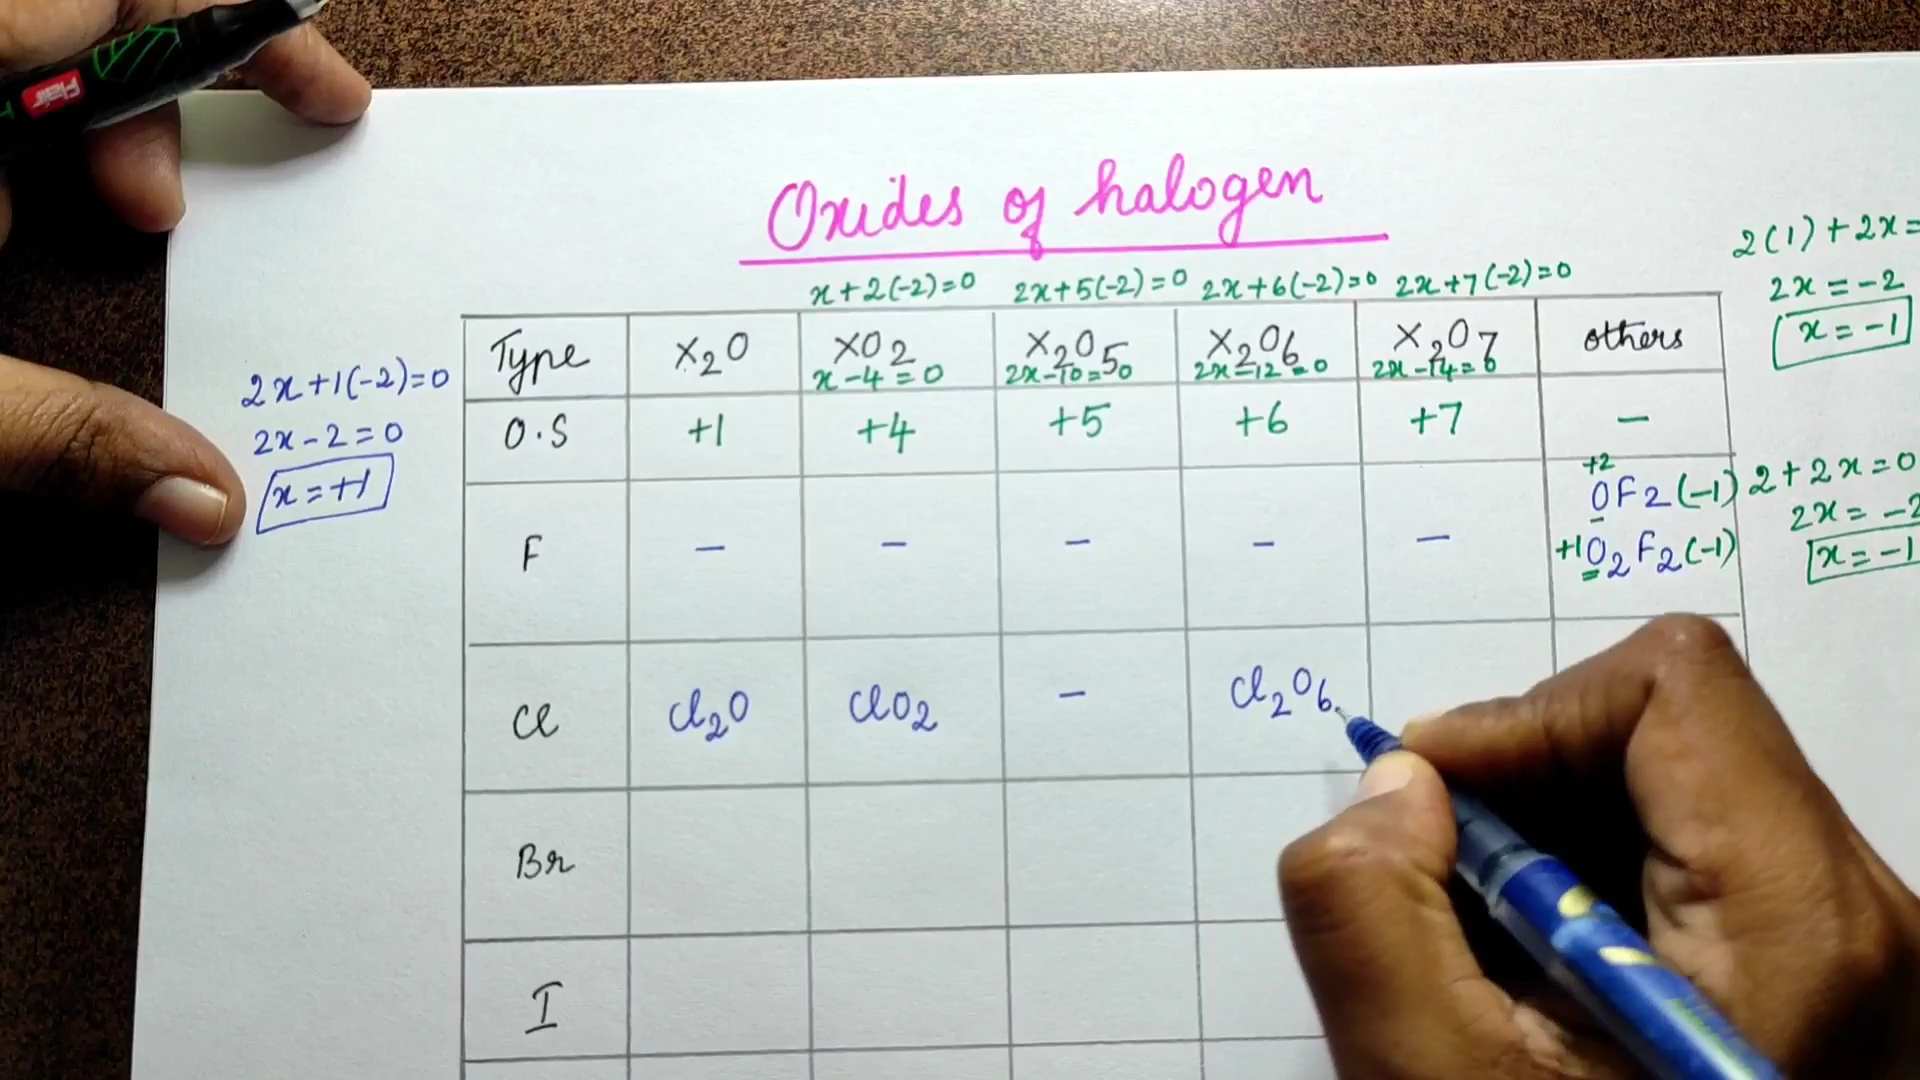 Flair
Oxides of halogen
x+2(-2)=0 2x+5(-2)=0 2x+6(-2)=0 2x+7(-2)=0
Type X2O XO2 X2O5 X2O6 X2O7 others
x-4=0 2x-10=0 2x-12=0 2x-14=0
O.S +1 +4 +5 +6 +7 -
F - - - - -
+2
OF2(-1)
+1O2F2(-1)
Cl Cl2O ClO2 - Cl2O6
Br
I
2x+1(-2)=0
2x-2=0
x=+1
2(1)+2x=
2x=-2
x=-1
2+2x=0
2x=-2
x=-1